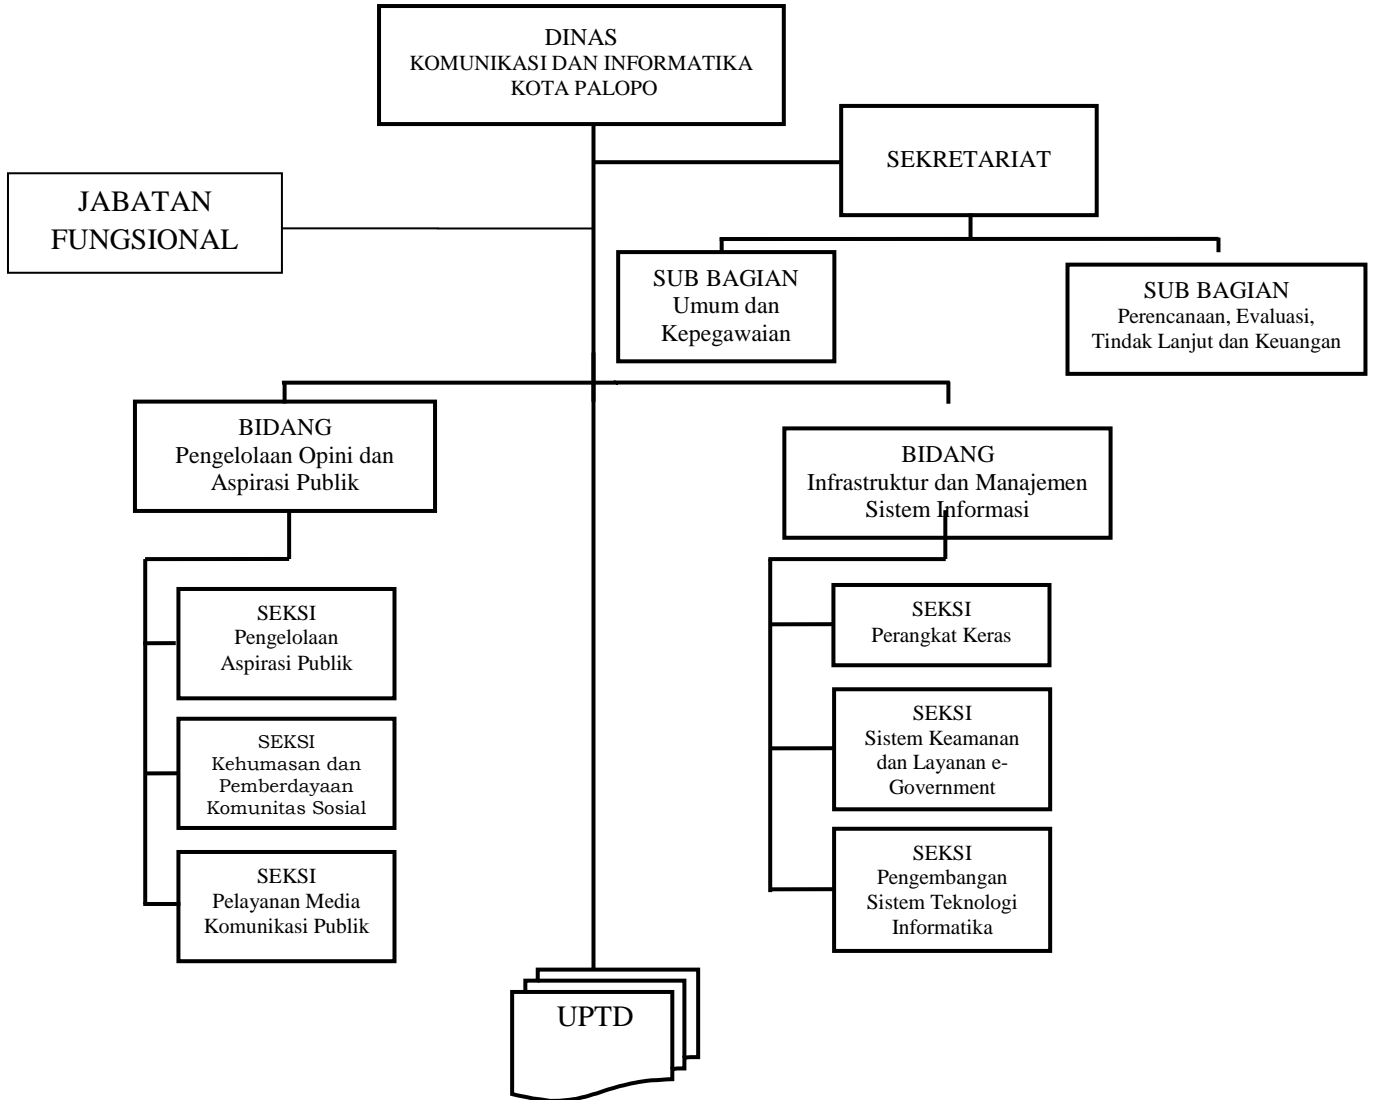 DINAS
KOMUNIKASI DAN INFORMATIKA
KOTA PALOPO
SEKRETARIAT
JABATAN
FUNGSIONAL
SUB BAGIAN
Umum dan
Kepegawaian
SUB BAGIAN
Perencanaan, Evaluasi,
Tindak Lanjut dan Keuangan
BIDANG
Pengelolaan Opini dan
Aspirasi Publik
BIDANG
Infrastruktur dan Manajemen
Sistem Informasi
SEKSI
Pengelolaan
Aspirasi Publik
SEKSI
Kehumasan dan
Pemberdayaan
Komunitas Sosial
SEKSI
Pelayanan Media
Komunikasi Publik
SEKSI
Perangkat Keras
SEKSI
Sistem Keamanan
dan Layanan e-
Government
SEKSI
Pengembangan
Sistem Teknologi
Informatika
UPTD